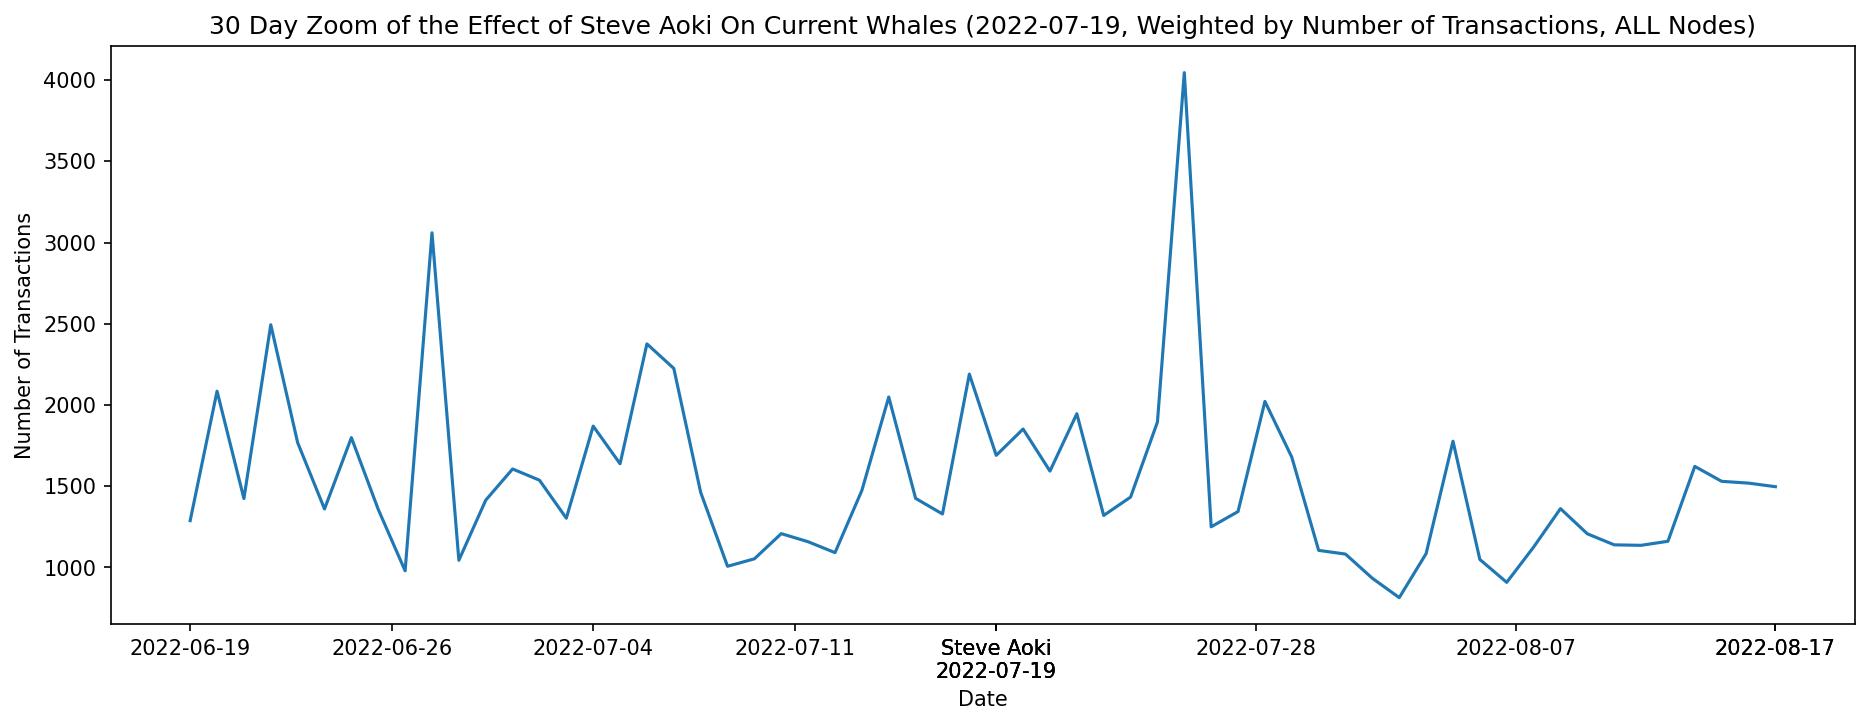 30 Day Zoom of the Effect of Steve Aoki On Current Whales (2022-07-19, Weighted by Number of Transactions, ALL Nodes)
Number of Transactions
4000
3500
3000
2500
2000
1500
1000
2022-06-19 2022-06-26 2022-07-04 2022-07-11 Steve Aoki 2022-07-28 2022-08-07 2022-08-17
2022-07-19
Date